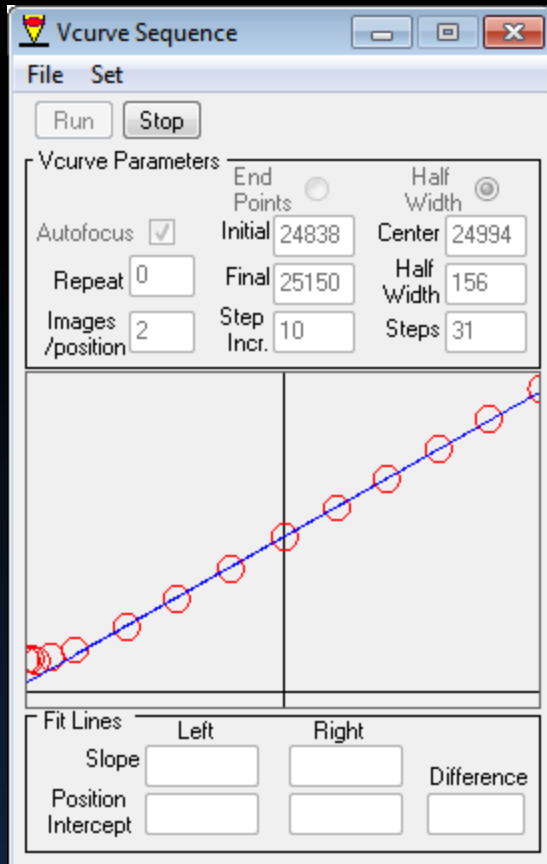 Vcurve Sequence
File Set
Run Stop
Vcurve Parameters
End Points
Half Width
Autofocus
Initial 24838
Center 24994
Repeat 0
Final 25150
Half Width 156
Images /position 2
Step Incr. 10
Steps 31
Fit Lines
Left Right
Slope
Difference
Position Intercept